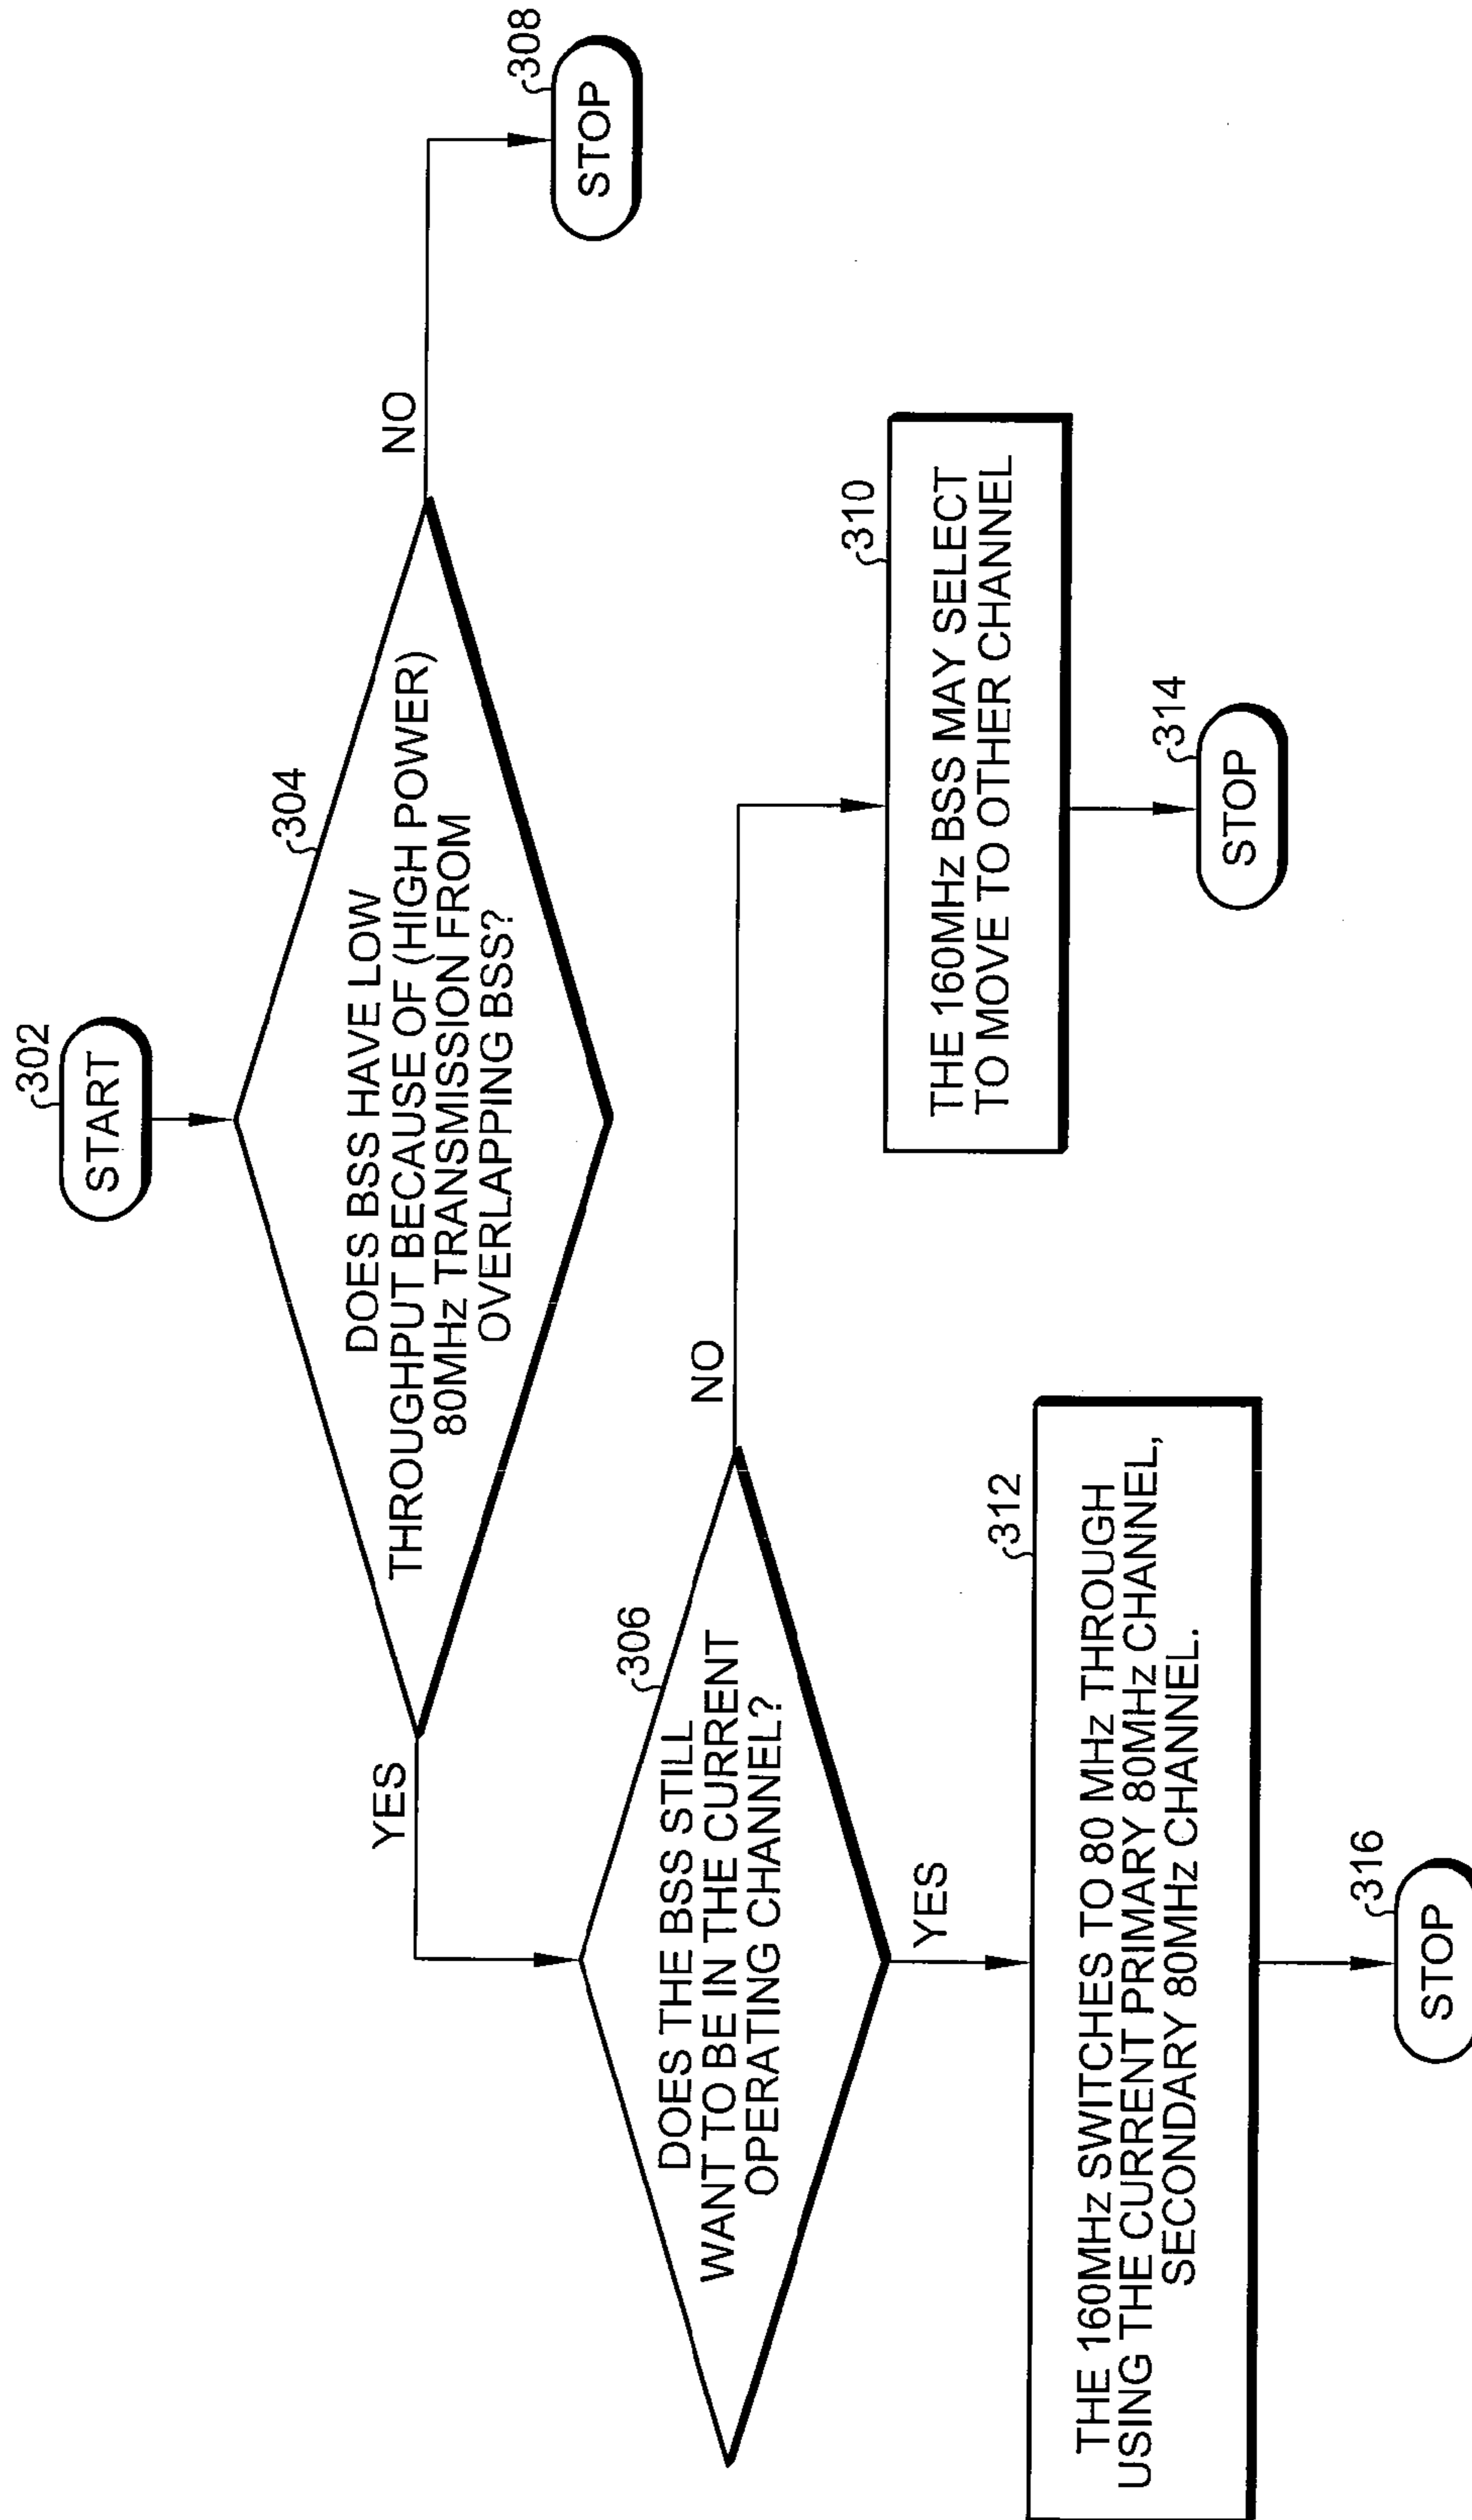 302
START
304
DOES BSS HAVE LOW
THROUGHPUT BECAUSE OF (HIGH POWER)
80MHz TRANSMISSION FROM
OVERLAPPING BSS?
NO
308
STOP
YES
306
DOES THE BSS STILL
WANT TO BE IN THE CURRENT
OPERATING CHANNEL?
NO
310
THE 160MHz BSS MAY SELECT
TO MOVE TO OTHER CHANNEL
314
STOP
YES
312
THE 160MHz SWITCHES TO 80 MHz THROUGH
USING THE CURRENT PRIMARY 80MHz CHANNEL,
SECONDARY 80MHz CHANNEL.
316
STOP